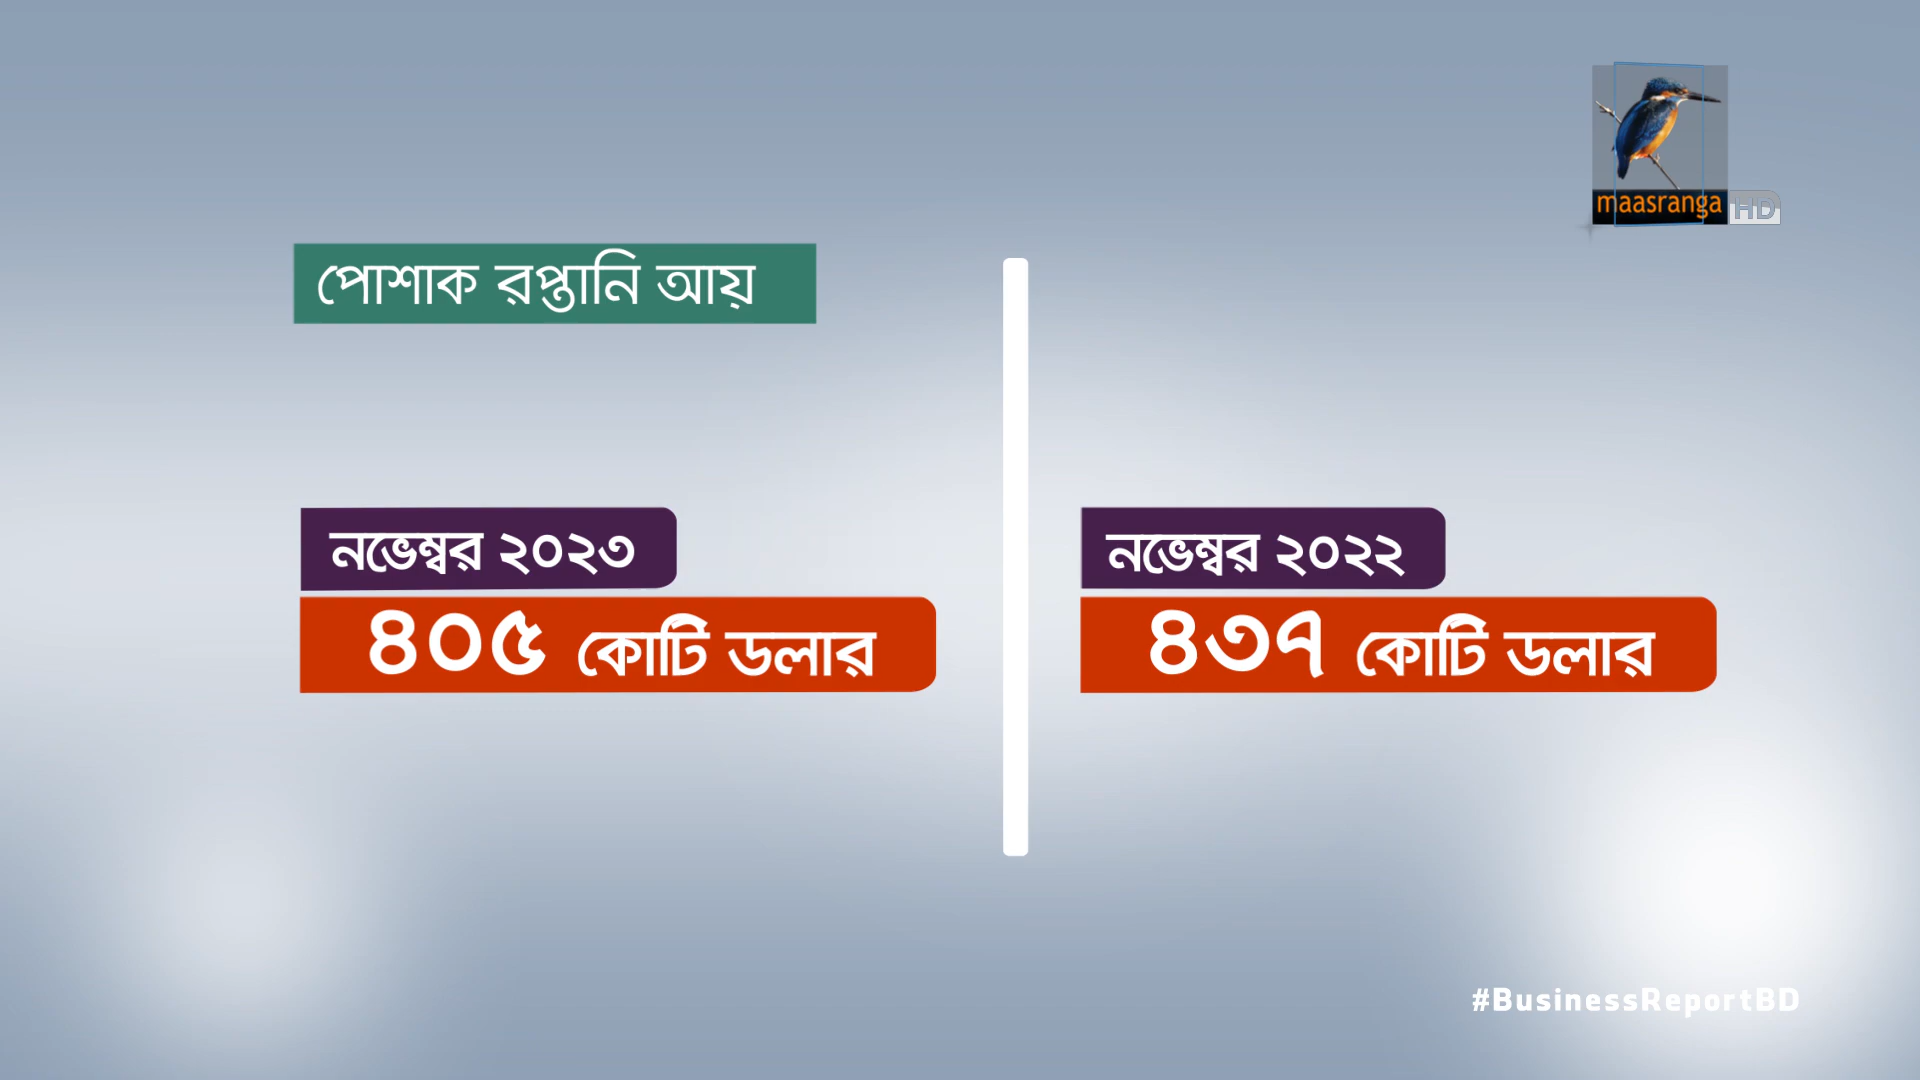 maasranga HD
পোশাক রপ্তানি আয়
নভেম্বর ২০২৩
৪০৫ কোটি ডলার
নভেম্বর ২০২২
৪৩৭ কোটি ডলার
#BusinessReportBD